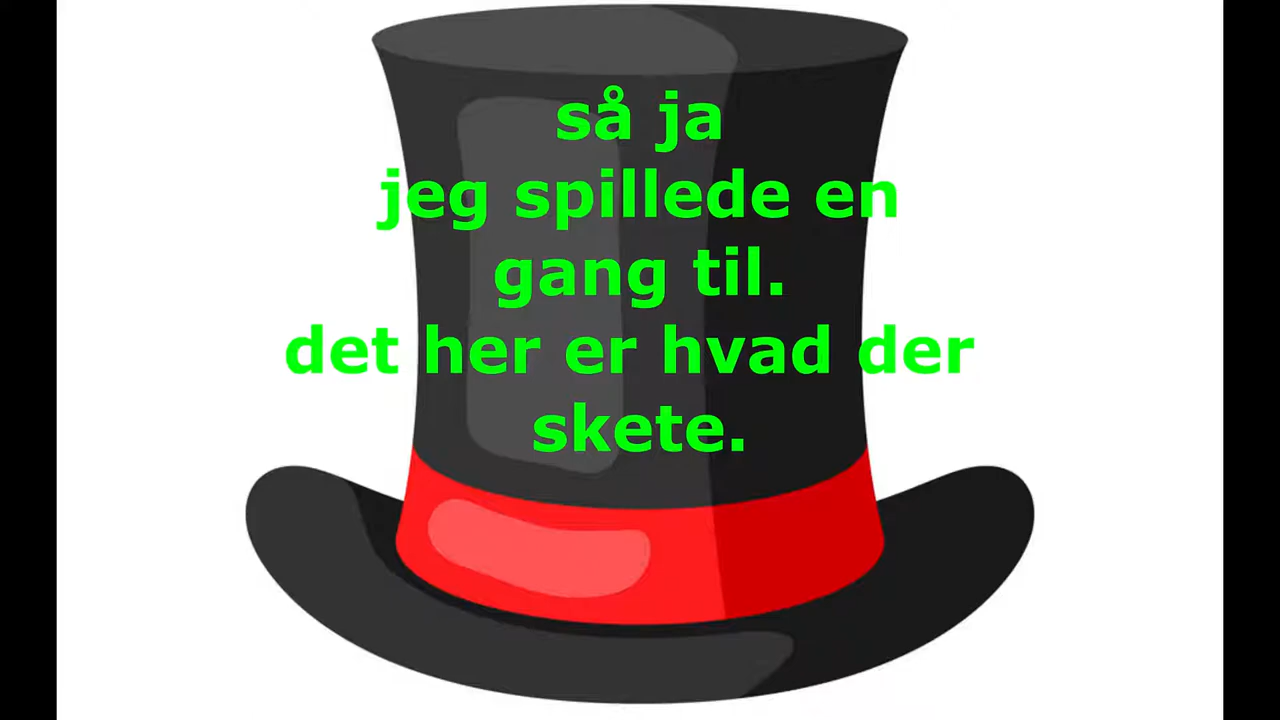 så ja
jeg spillede en
gang til.
det her er hvad der
skete.